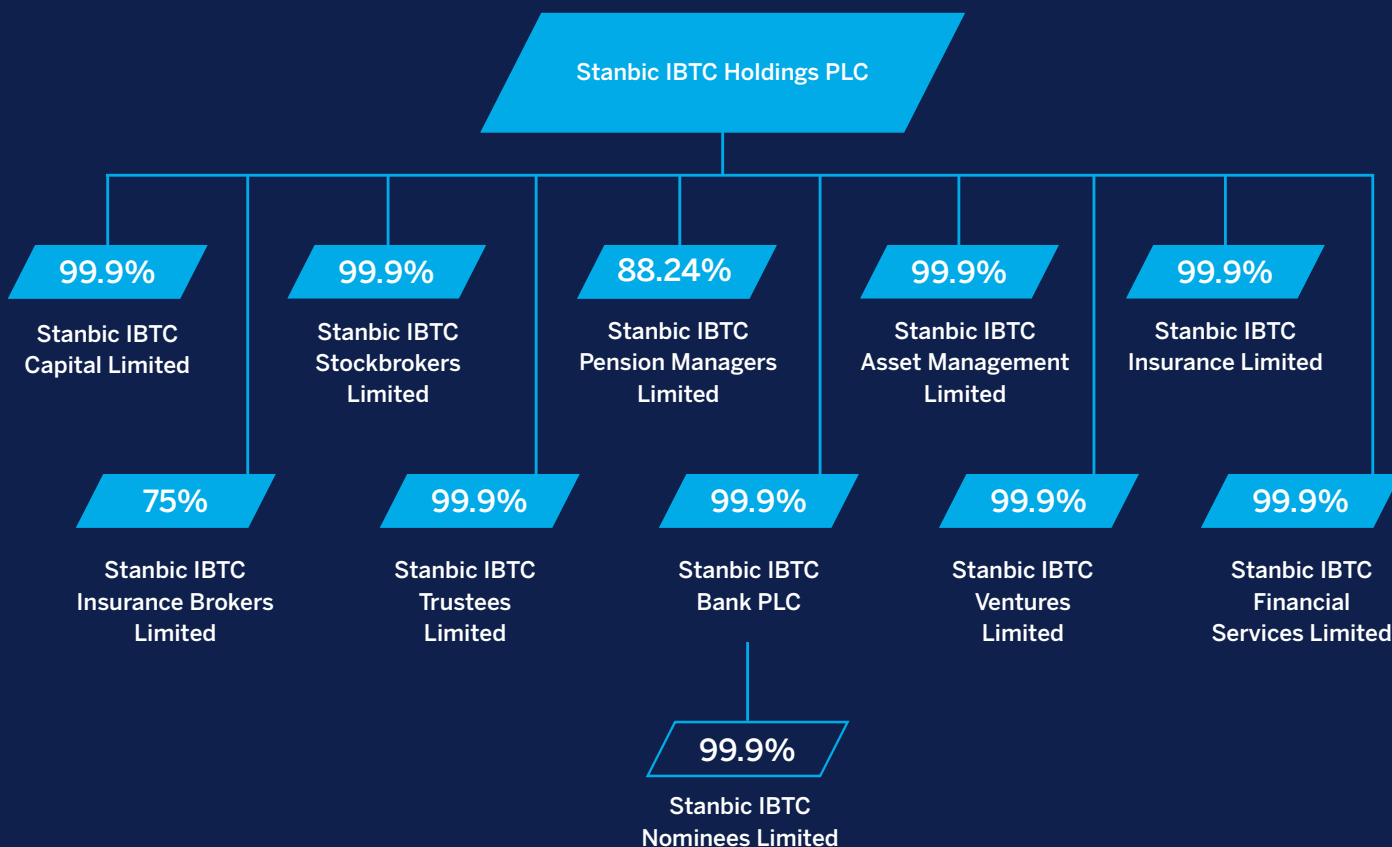 Stanbic IBTC Holdings PLC
99.9%
Stanbic IBTC
Capital Limited
99.9%
Stanbic IBTC
Stockbrokers
Limited
88.24%
Stanbic IBTC
Pension Managers
Limited
99.9%
Stanbic IBTC
Asset Management
Limited
99.9%
Stanbic IBTC
Insurance Limited
75%
Stanbic IBTC
Insurance Brokers
Limited
99.9%
Stanbic IBTC
Trustees
Limited
99.9%
Stanbic IBTC
Bank PLC
99.9%
Stanbic IBTC
Ventures
Limited
99.9%
Stanbic IBTC
Financial
Services Limited
99.9%
Stanbic IBTC
Nominees Limited